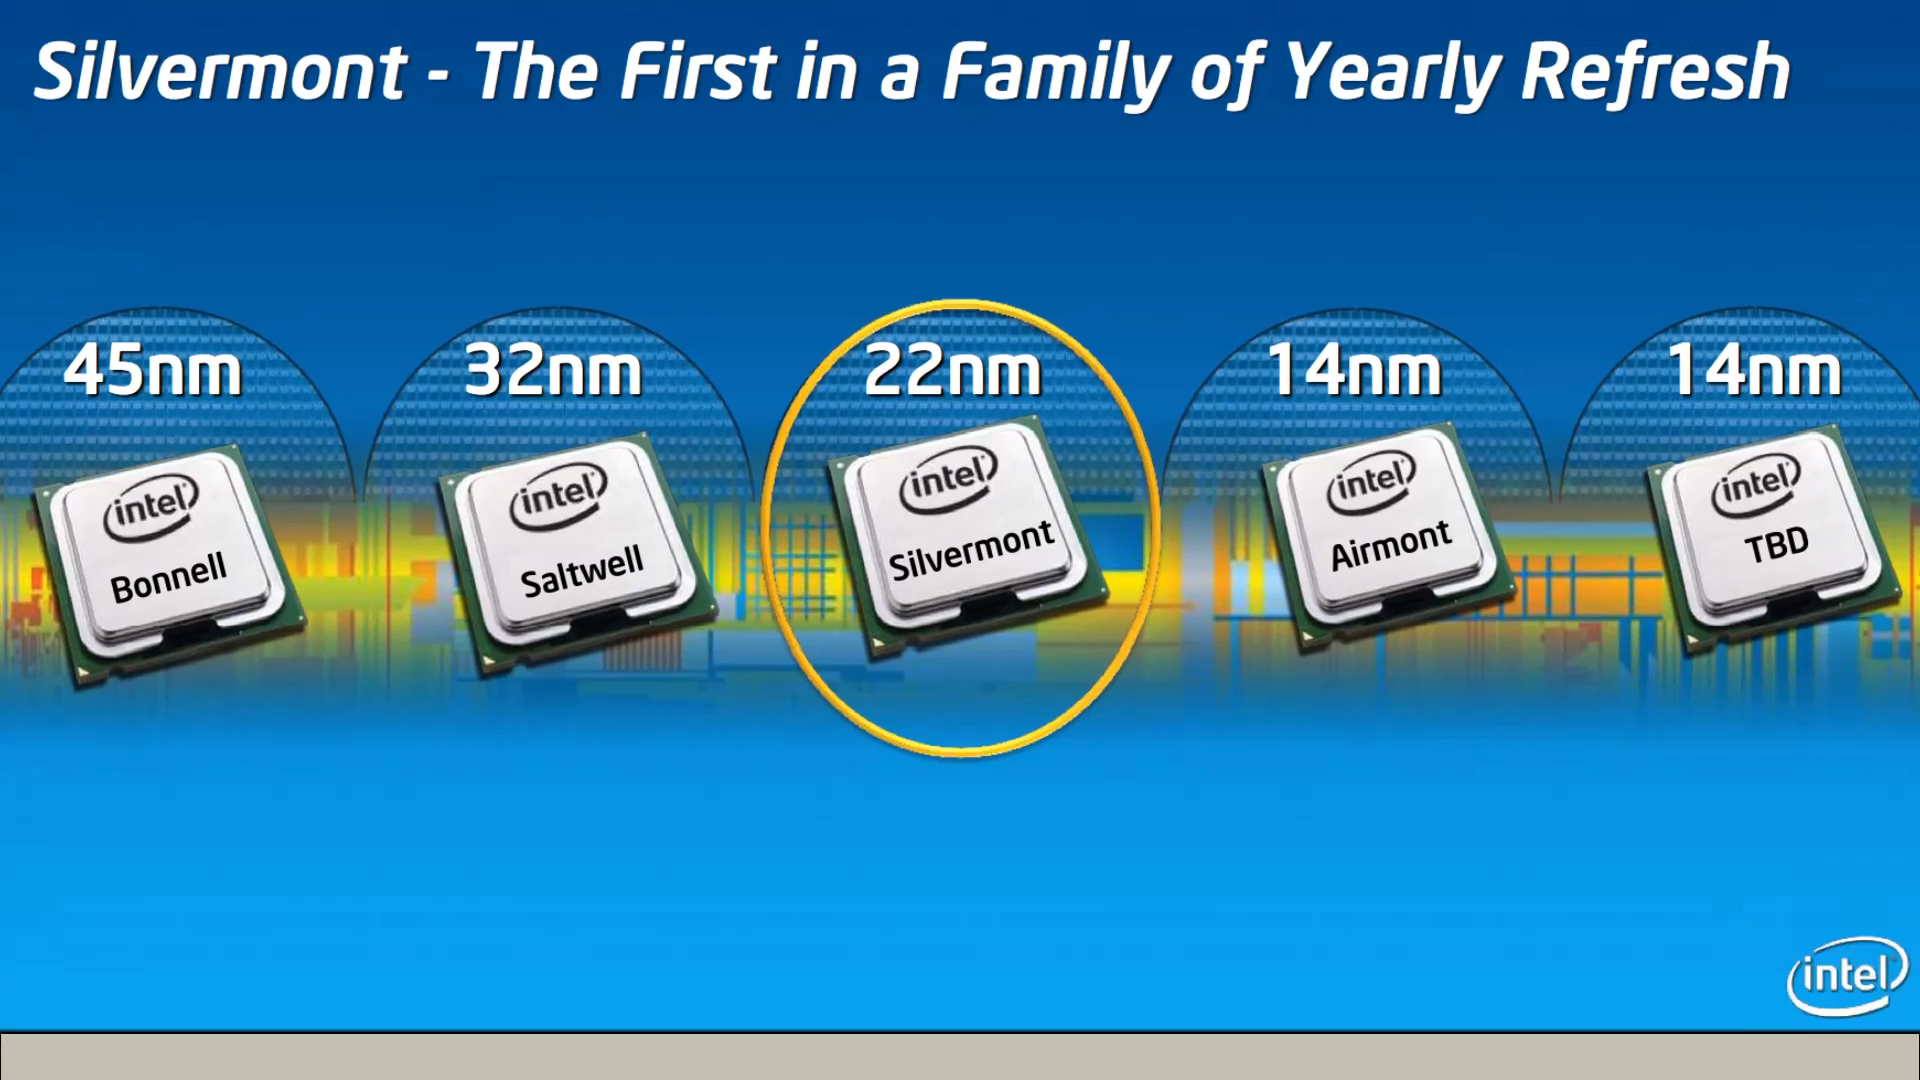 Silvermont - The First in a Family of Yearly Refresh
45nm
32nm
22nm
14nm
14nm
intel
Bonnell
intel
Saltwell
intel
Silvermont
intel
Airmont
intel
TBD
intel